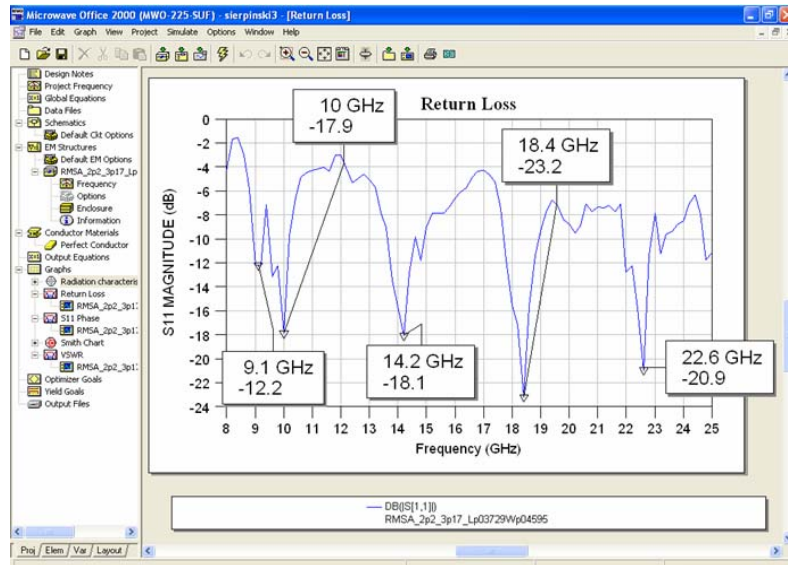 Microwave Office 2000 (MWO-225-SUF) - sierpinski3 - [Return Loss]
File Edit Graph View Project Simulate Options Window Help
Design Notes
Project Frequency
Global Equations
Data Files
Schematics
Default Ckt Options
EM Structures
Default EM Options
RMSA_2p2_3p17_Lp
Frequency
Options
Enclosure
Information
Conductor Materials
Perfect Conductor
Output Equations
Graphs
Radiation characteris
Return Loss
RMSA_2p2_3p1
S11 Phase
RMSA_2p2_3p1
Smith Chart
VSWR
RMSA_2p2_3p1
Optimizer Goals
Yield Goals
Output Files
Proj Elem Var Layout
Return Loss
10 GHz
-17.9
18.4 GHz
-23.2
9.1 GHz
-12.2
14.2 GHz
-18.1
22.6 GHz
-20.9
S11 MAGNITUDE (dB)
0
-2
-4
-6
-8
-10
-12
-14
-16
-18
-20
-22
-24
8 9 10 11 12 13 14 15 16 17 18 19 20 21 22 23 24 25
Frequency (GHz)
DB(|S[1,1]|)
RMSA_2p2_3p17_Lp03729Wp04595